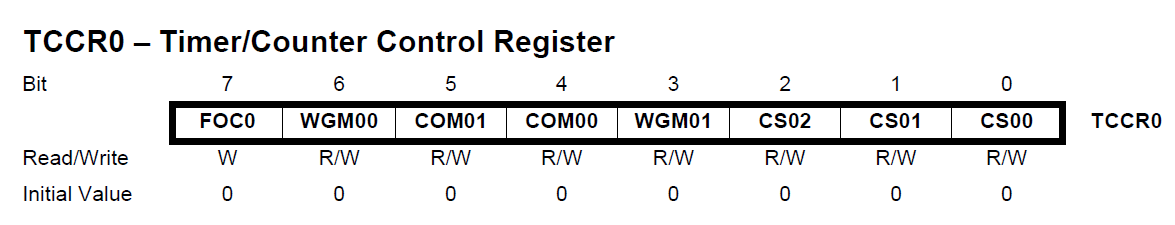 TCCR0 – Timer/Counter Control Register
Bit 7 6 5 4 3 2 1 0
FOC0 WGM00 COM01 COM00 WGM01 CS02 CS01 CS00 TCCR0
Read/Write W R/W R/W R/W R/W R/W R/W R/W
Initial Value 0 0 0 0 0 0 0 0